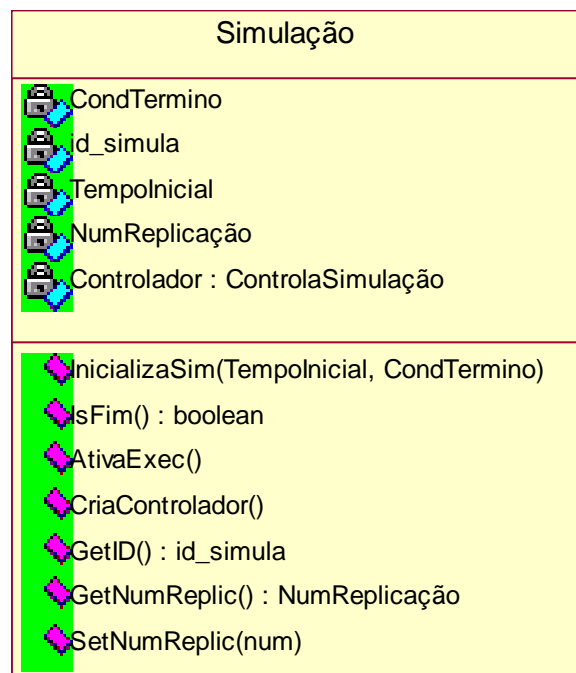 Simulação
CondTermino
id_simula
TempoInicial
NumReplicação
Controlador : ControlaSimulação
InicializaSim(TempoInicial, CondTermino)
IsFim() : boolean
AtivaExec()
CriaControlador()
GetID() : id_simula
GetNumReplic() : NumReplicação
SetNumReplic(num)